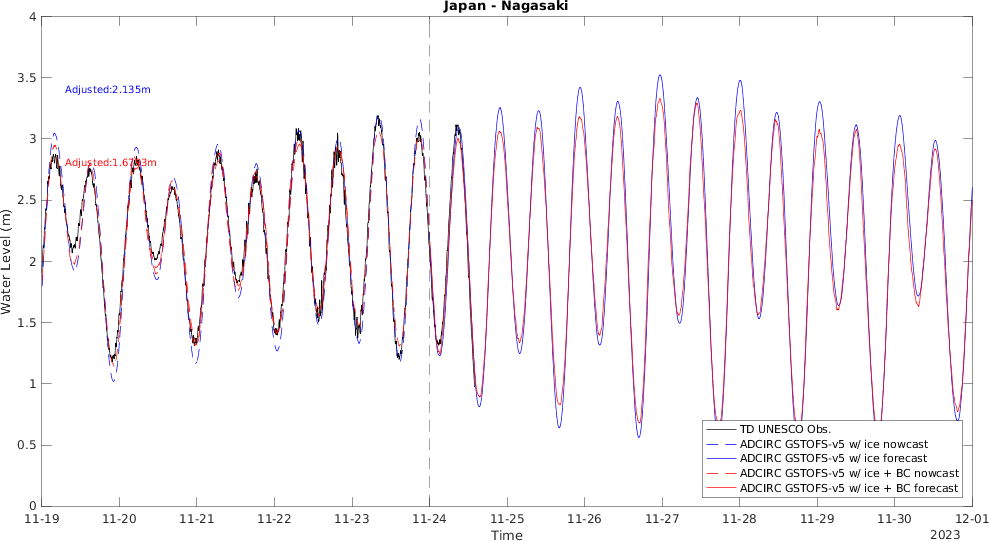 Japan - Nagasaki
4
3.5
3
2.5
2
1.5
1
0.5
0
Water Level (m)
Adjusted:2.135m
11-19
11-20
11-21
11-22
11-23
11-24
11-25
11-26
11-27
11-28
11-29
11-30
12-01
Time
2023
TD UNESCO Obs.
ADCIRC GSTOFS-v5 w/ ice nowcast
ADCIRC GSTOFS-v5 w/ ice forecast
ADCIRC GSTOFS-v5 w/ ice + BC nowcast
ADCIRC GSTOFS-v5 w/ ice + BC forecast